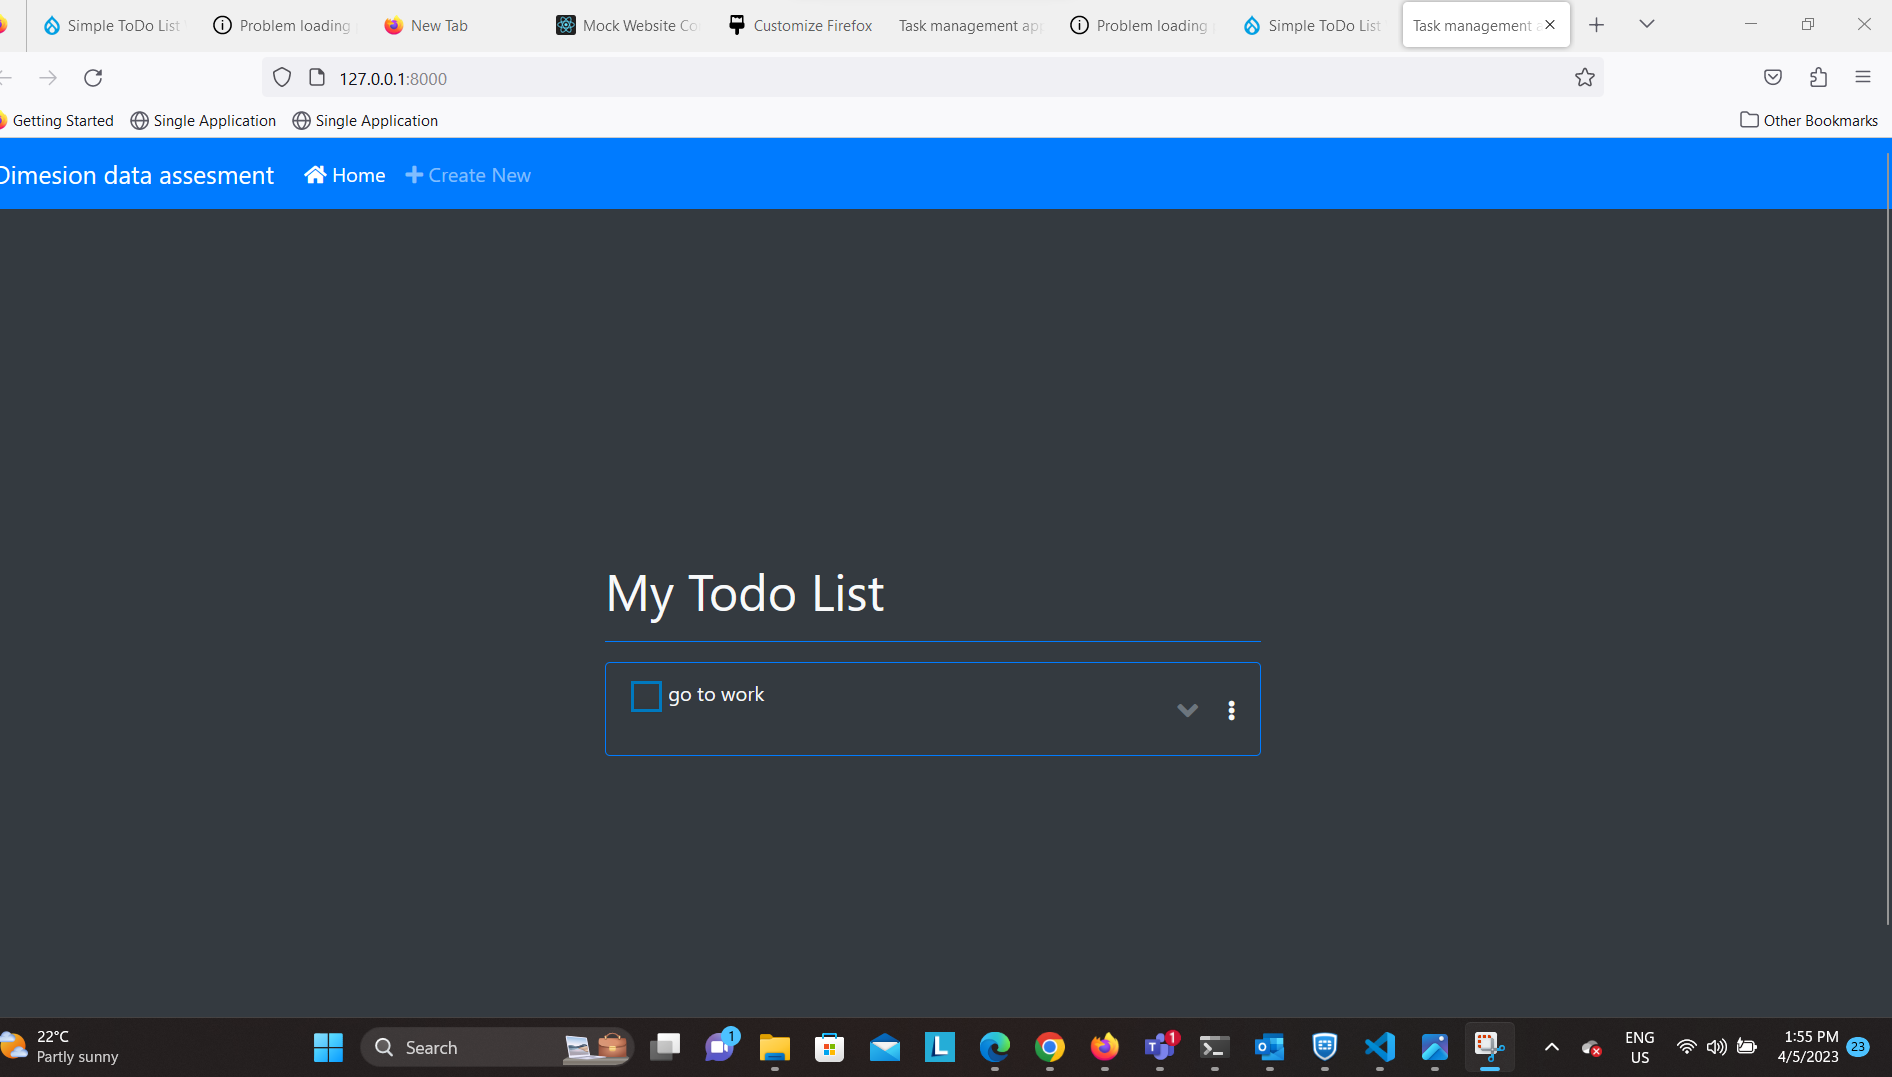 Simple ToDo List
Problem loading
New Tab
Mock Website Co
Customize Firefox
Task management app
Problem loading
Simple ToDo List
Task management a
127.0.0.1:8000
Getting Started
Single Application
Single Application
Other Bookmarks
Dimesion data assesment
Home
Create New
My Todo List
go to work
22°C
Partly sunny
Search
1
L
T
1
ENG
US
1:55 PM
4/5/2023
23